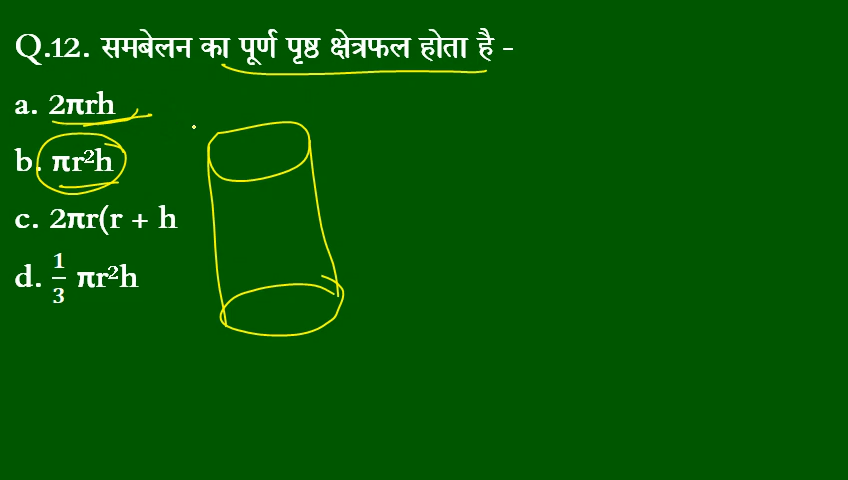 Q.12. समबेलन का पूर्ण पृष्ठ क्षेत्रफल होता है -
a. 2πrh
b. πr²h
c. 2πr(r + h
d. 1/3 πr²h